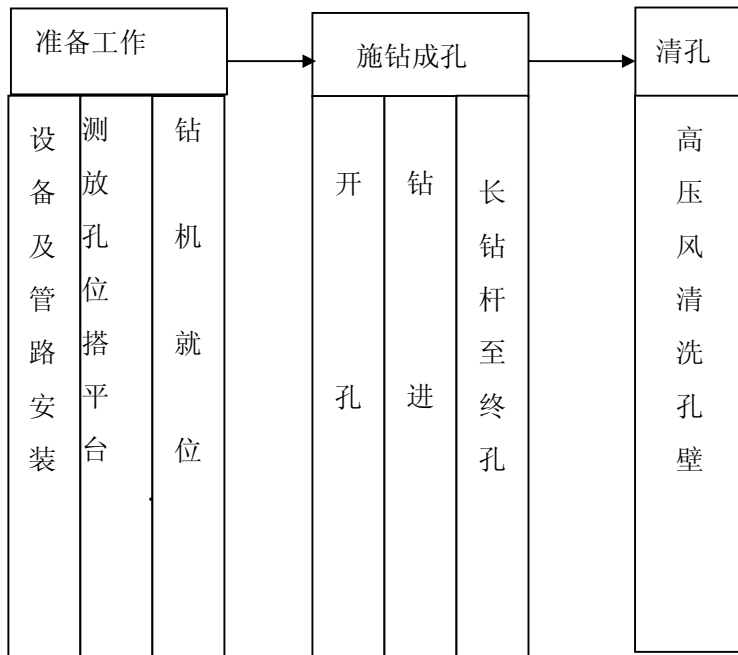 准备工作
施钻成孔
清孔
设备及管路安装
测放孔位搭平台
钻机就位
开孔
钻进
长钻杆至终孔
高压风清洗孔壁